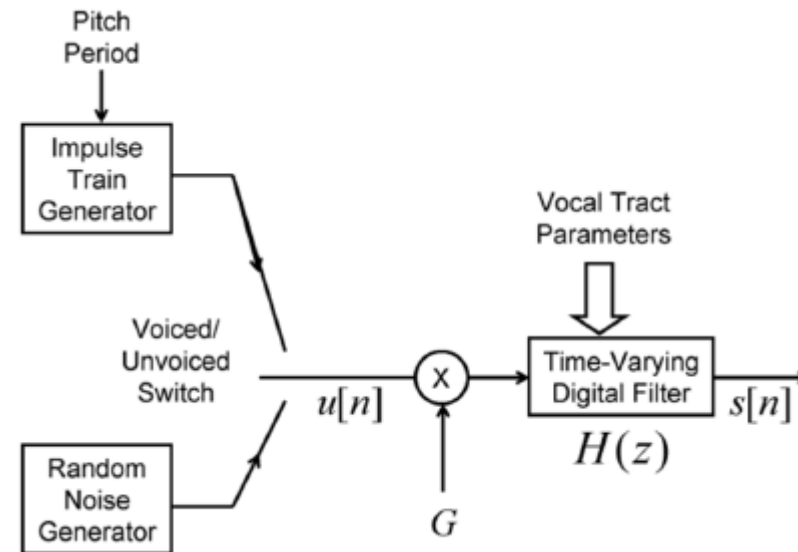 Pitch
Period
Impulse
Train
Generator
Vocal Tract
Parameters
Voiced/
Unvoiced
Switch
u[n]
X
Time-Varying
Digital Filter
s[n]
H(z)
Random
Noise
Generator
G